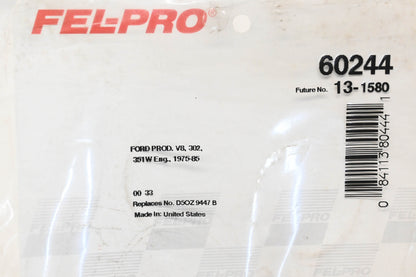 FEL-PRO
60244
Future No. 13-1580
FORD PROD. V8, 302,
351W Eng., 1975-85
00 33
Replaces No. D5OZ 9447 B
Made In: United States
0 84113 80444 1
FEL-PRO